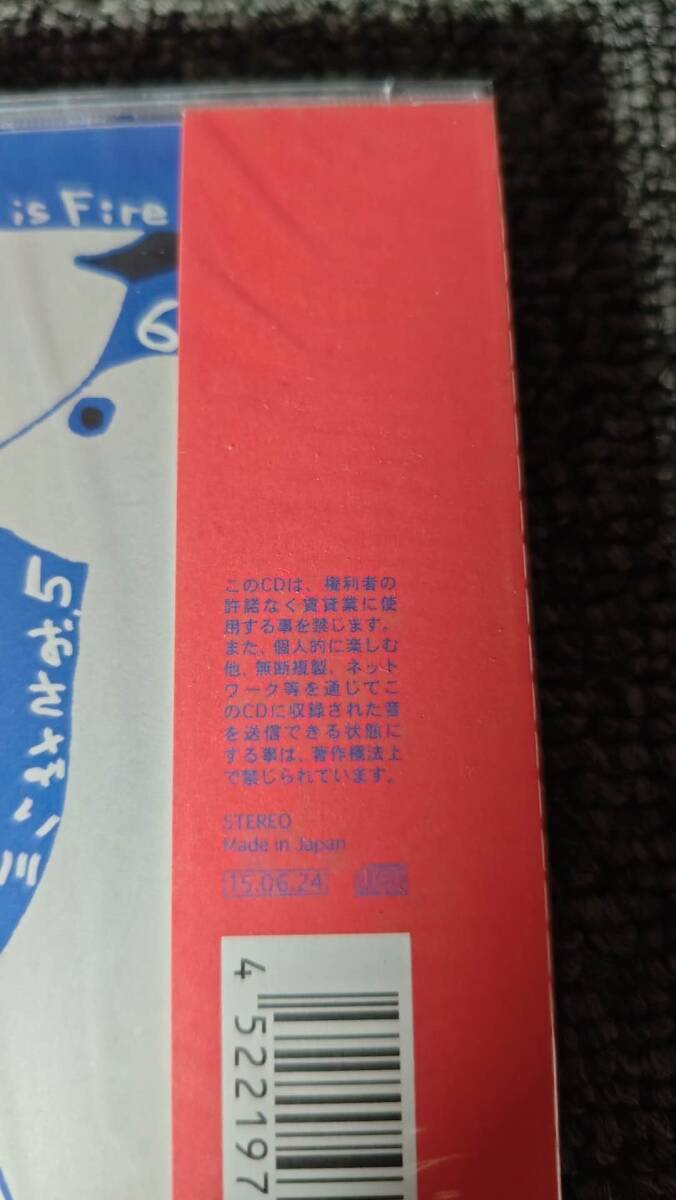 is Fire
6
5.おさかなミ
このCDは、権利者の
許諾なく賃貸業に使
用する事を禁じます。
また、個人的に楽しむ
他、無断複製、ネット
ワーク等を通じてこ
のCDに収録された音
を送信できる状態に
する事は、著作権法上
で禁じられています。
STEREO
Made in Japan
15.06.24
4 522197